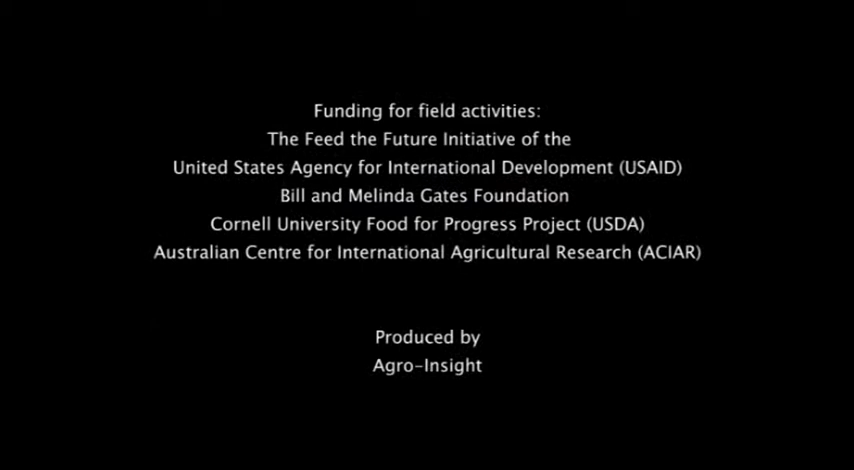 Funding for field activities:
The Feed the Future Initiative of the
United States Agency for International Development (USAID)
Bill and Melinda Gates Foundation
Cornell University Food for Progress Project (USDA)
Australian Centre for International Agricultural Research (ACIAR)
Produced by
Agro-Insight